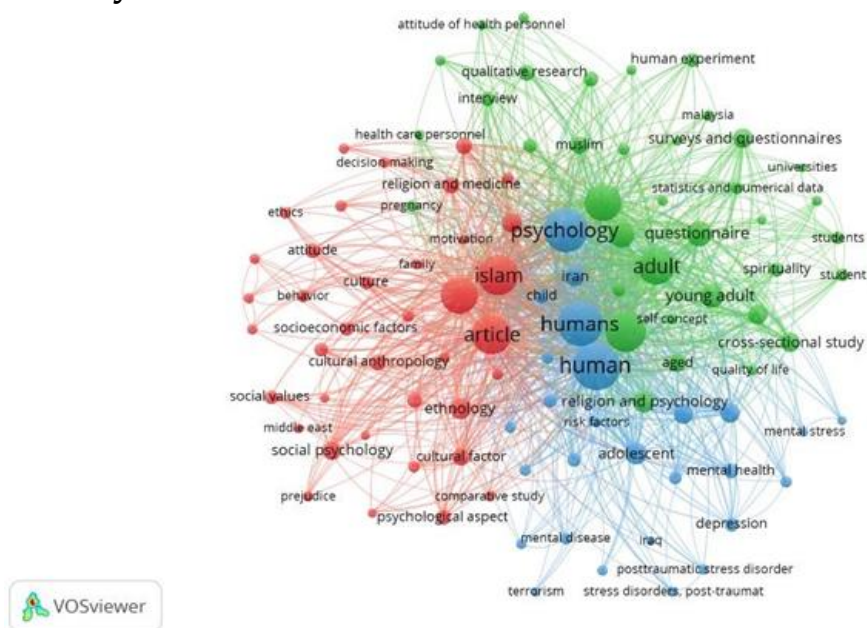 attitude of health personnel
qualitative research
human experiment
interview
malaysia
health care personnel
muslim
surveys and questionnaires
decision making
universities
religion and medicine
statistics and numerical data
pregnancy
ethics
psychology
questionnaire
motivation
students
attitude
family
adult
islam
iran
spirituality
student
culture
behavior
child
young adult
socioeconomic factors
humans
self concept
article
cross-sectional study
cultural anthropology
human
aged
quality of life
social values
ethnology
religion and psychology
middle east
risk factors
mental stress
social psychology
cultural factor
adolescent
mental health
prejudice
comparative study
psychological aspect
depression
mental disease
iraq
posttraumatic stress disorder
terrorism
stress disorders, post-traumat
VOSviewer